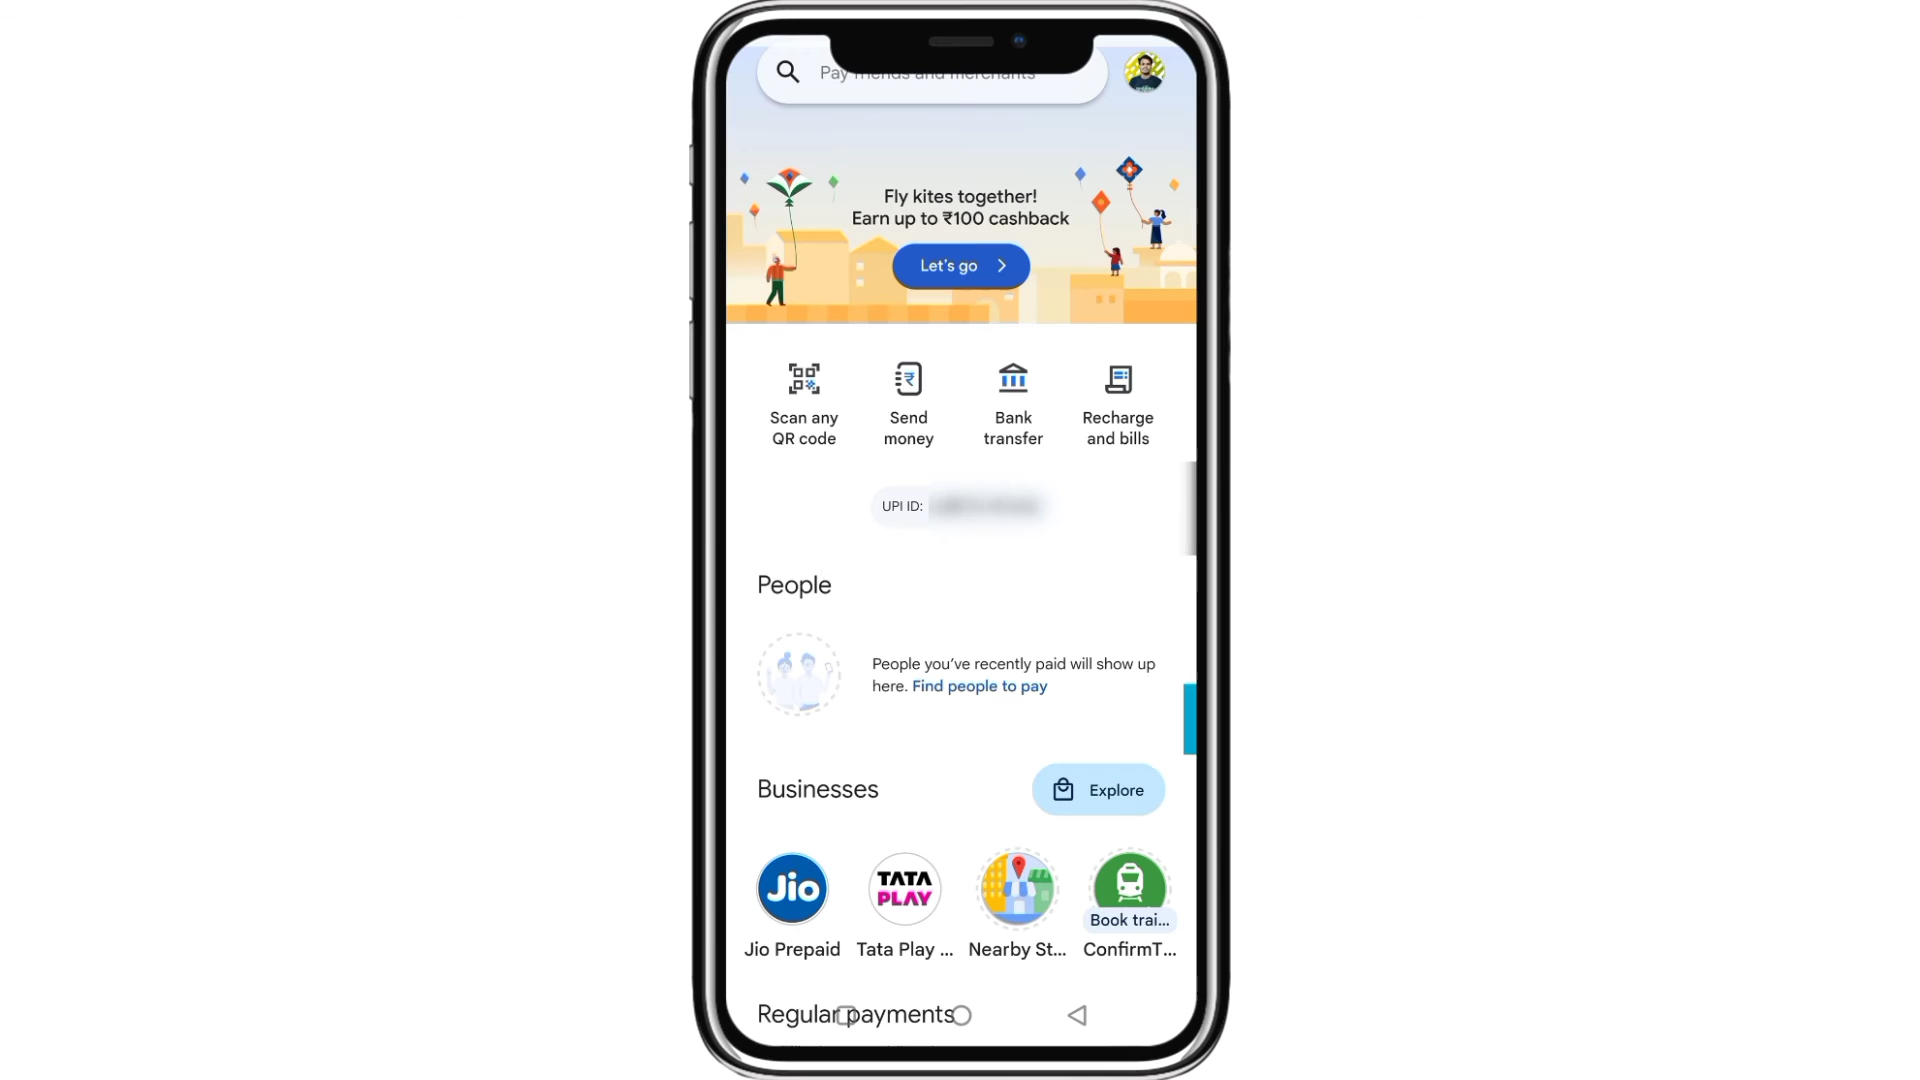 Pay friends and merchants
Fly kites together!
Earn up to ₹100 cashback
Let's go
Scan any
QR code
Send
money
Bank
transfer
Recharge
and bills
UPI ID:
People
People you've recently paid will show up
here. Find people to pay
Businesses
Explore
Jio
TATA
PLAY
Book trai...
Jio Prepaid
Tata Play ...
Nearby St...
ConfirmT...
Regular payments